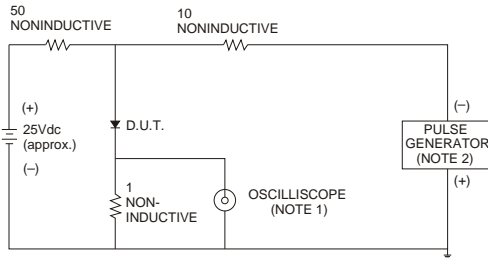 50
NONINDUCTIVE
10
NONINDUCTIVE
(+)
25Vdc
(approx.)
(–)
D.U.T.
1
NON-
INDUCTIVE
OSCILLISCOPE
(NOTE 1)
(–)
PULSE
GENERATOR
(NOTE 2)
(+)